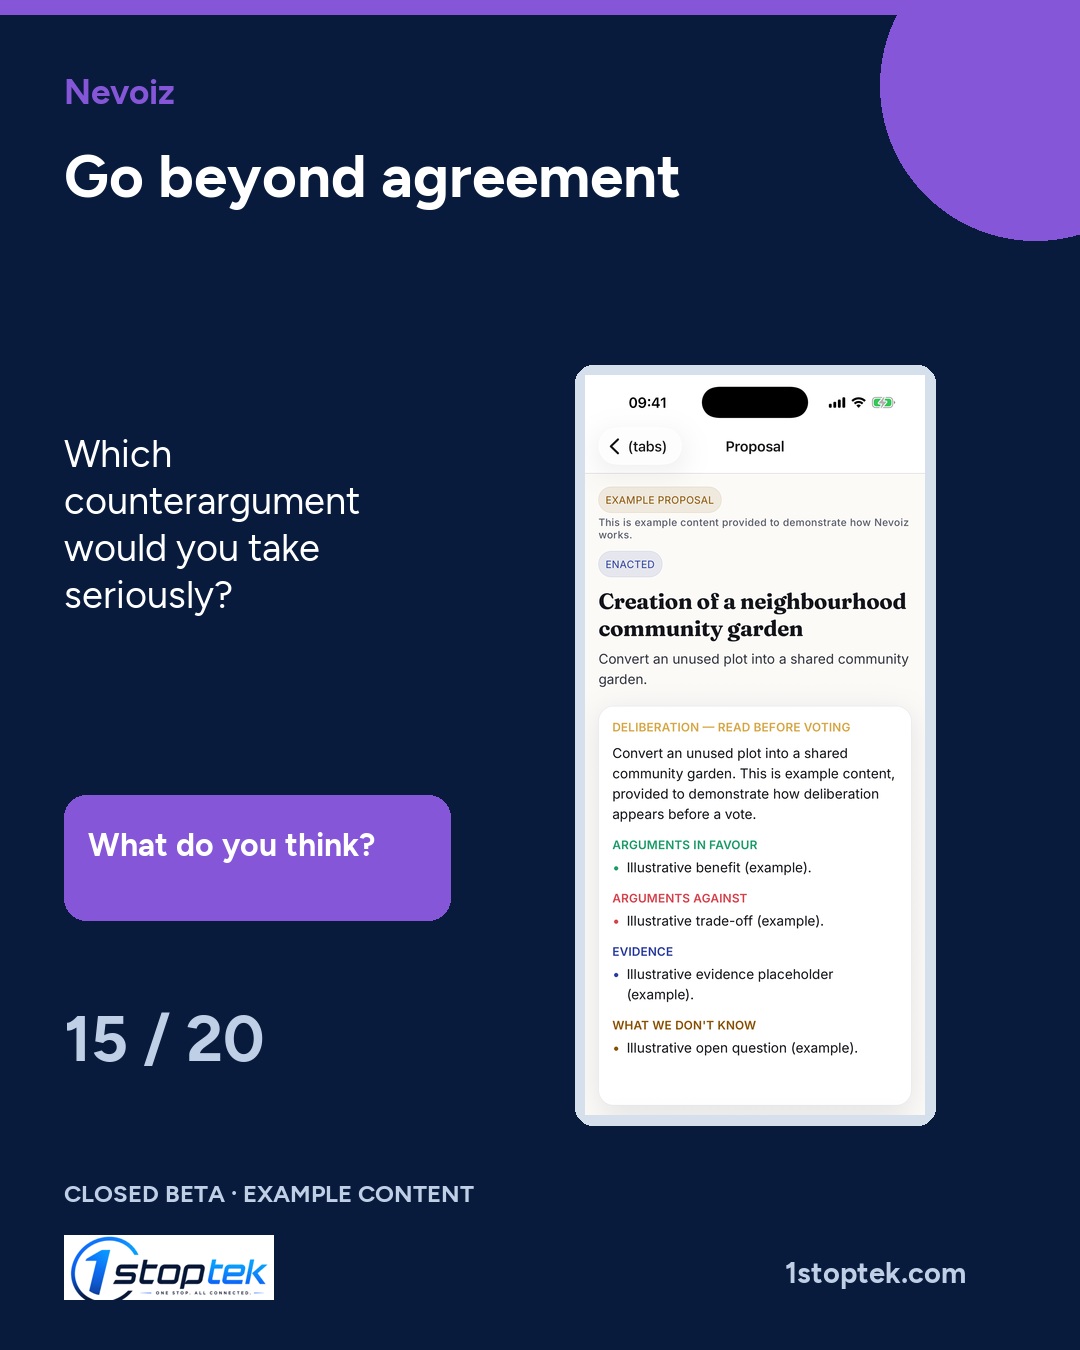 Nevoiz
Go beyond agreement
Which
counterargument
would you take
seriously?
What do you think?
15 / 20
09:41
(tabs)
Proposal
EXAMPLE PROPOSAL
This is example content provided to demonstrate how Nevoiz
works.
ENACTED
Creation of a neighbourhood
community garden
Convert an unused plot into a shared community
garden.
DELIBERATION — READ BEFORE VOTING
Convert an unused plot into a shared
community garden. This is example content,
provided to demonstrate how deliberation
appears before a vote.
ARGUMENTS IN FAVOUR
• Illustrative benefit (example).
ARGUMENTS AGAINST
• Illustrative trade-off (example).
EVIDENCE
• Illustrative evidence placeholder
(example).
WHAT WE DON'T KNOW
• Illustrative open question (example).
CLOSED BETA · EXAMPLE CONTENT
1stoptek
ONE STOP. ALL CONNECTED.
1stoptek.com